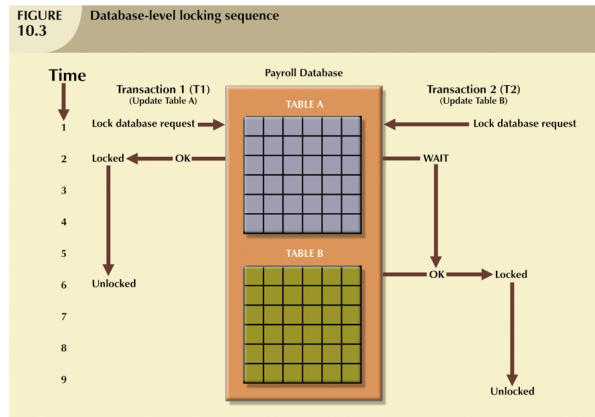 FIGURE 10.3
Database-level locking sequence
Time
Payroll Database
Transaction 1 (T1)
(Update Table A)
Transaction 2 (T2)
(Update Table B)
TABLE A
1 Lock database request Lock database request
2 Locked OK WAIT
3
4
5 TABLE B
OK Locked
6 Unlocked
7
8
9
Unlocked